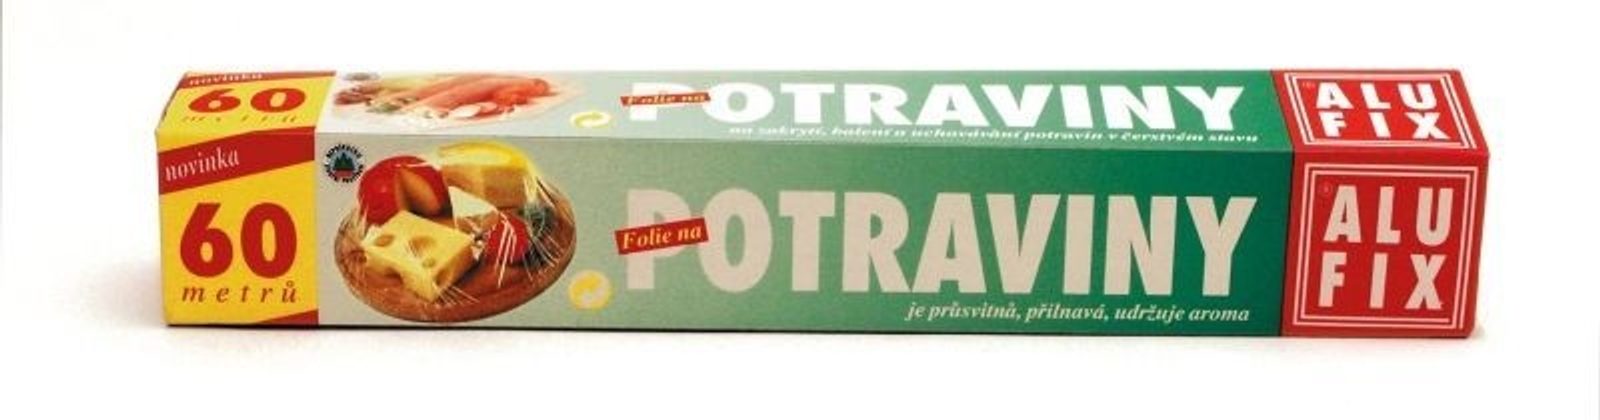 novinka
60
metrů
Folie na
POTRAVINY
na zakrytí, balení a uchovávání potravin v čerstvém stavu
ALU
FIX
novinka
60
metrů
Folie na
POTRAVINY
je průsvitná, přilnavá, udržuje aroma
ALU
FIX